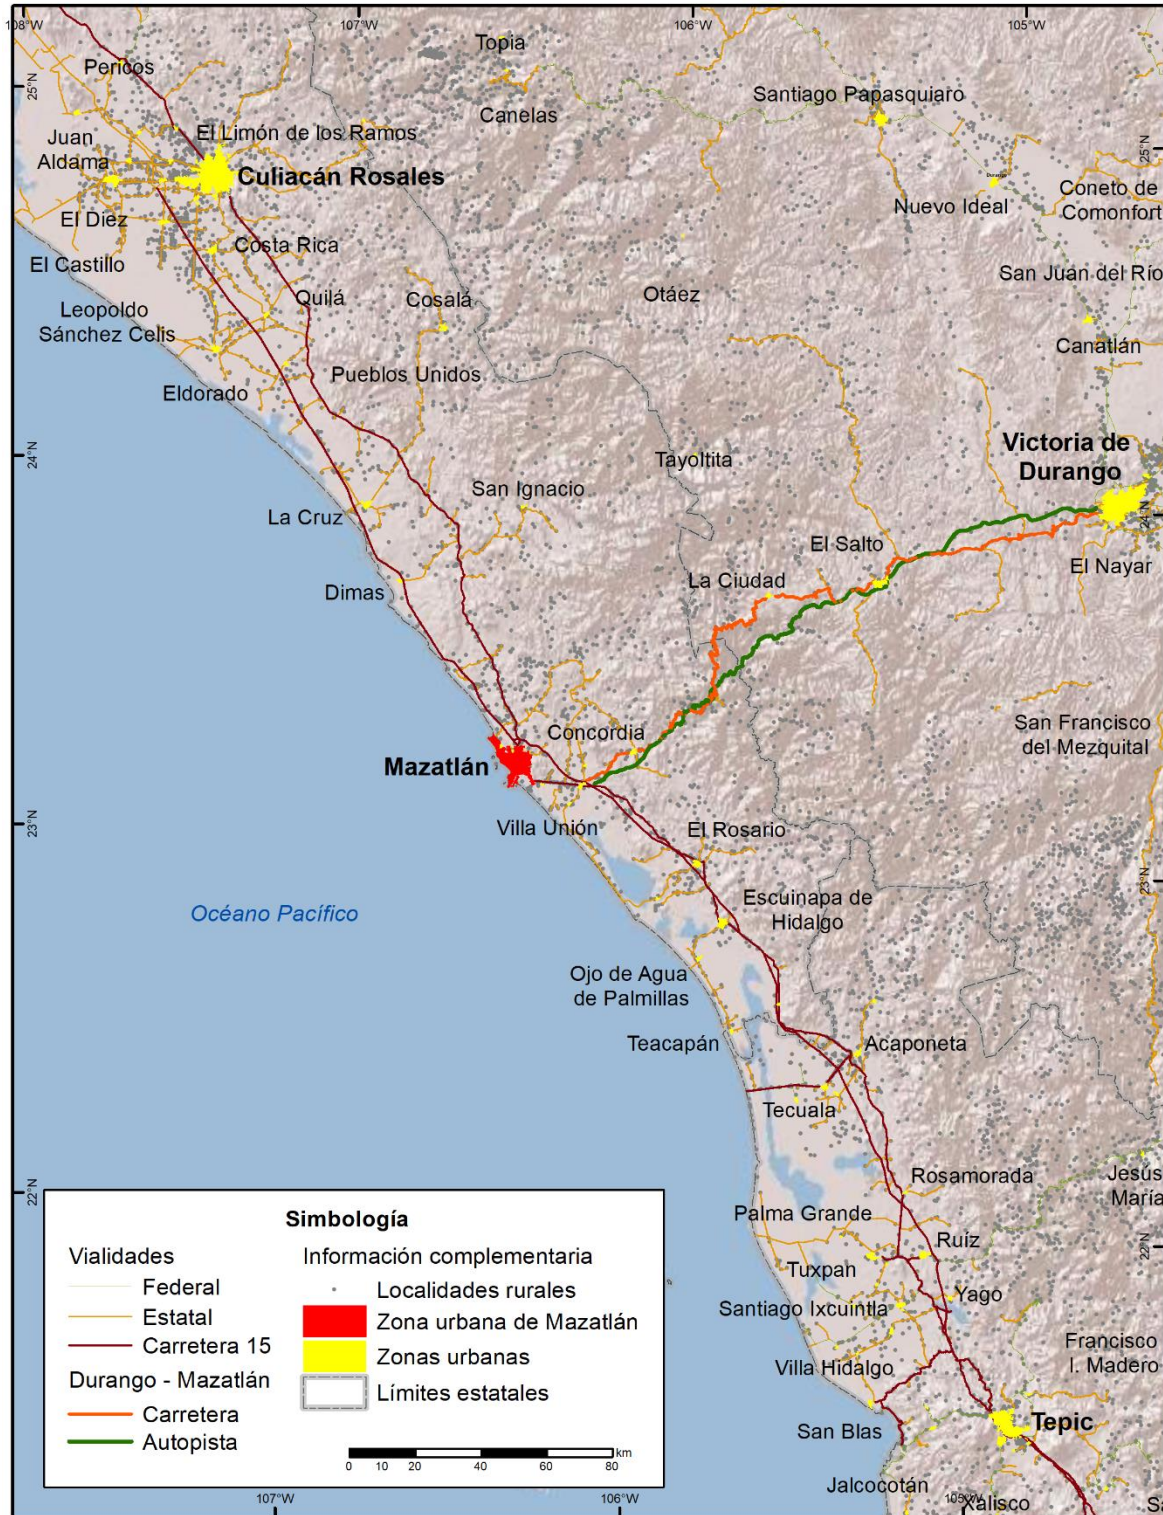 108°W
107°W
106°W
105°W
Topia
Pericos
25°N
Santiago Papasquiaro
Canelas
Juan
Aldama
El Limón de los Ramos
25°N
Culiacán Rosales
Durango
Coneto de
Comonfort
Nuevo Ideal
El Diez
Costa Rica
El Castillo
San Juan del Río
Quilá
Cosalá
Otáez
Leopoldo
Sánchez Celis
Canatlán
Pueblos Unidos
Eldorado
Victoria de
Durango
24°N
Tayoltita
San Ignacio
24°N
La Cruz
El Salto
El Nayar
La Ciudad
Dimas
San Francisco
del Mezquital
Concordia
Mazatlán
23°N
Villa Unión
El Rosario
23°N
Escuinapa de
Hidalgo
Océano Pacífico
Ojo de Agua
de Palmillas
Teacapán
Acaponeta
Tecuala
Rosamorada
Jesús
María
22°N
Palma Grande
Ruíz
22°N
Tuxpan
Yago
Santiago Ixcuintla
Francisco
I. Madero
Villa Hidalgo
San Blas
Tepic
Jalcocotán
Xalisco
Sa
107°W
106°W
105°W
Simbología
Vialidades
Federal
Estatal
Carretera 15
Durango - Mazatlán
Carretera
Autopista
Información complementaria
Localidades rurales
Zona urbana de Mazatlán
Zonas urbanas
Límites estatales
km
0 10 20 40 60 80